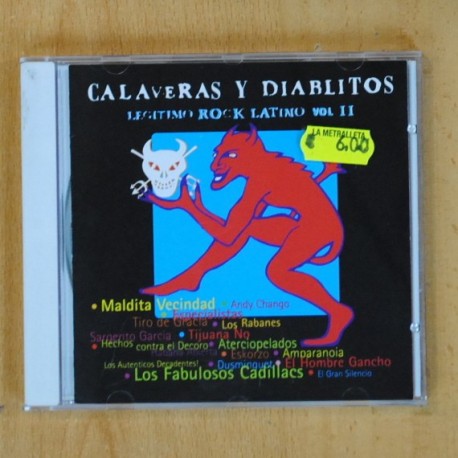 CALAVERAS Y DIABLITOS
LEGITIMO ROCK LATINO VOL II
LA METRALLETA
€ 6.00
• Maldita Vecindad • Andy Chango
• Especialistas
Tiro de Gracia • Los Rabanes
Sargento Garcia • Tijuana No
• Hechos contra el Decoro • Aterciopelados
• Eskorzo • Amparanoia
Los Autenticos Decadentes! • Dusminguet • El Hombre Gancho
• Los Fabulosos Cadillacs • El Gran Silencio